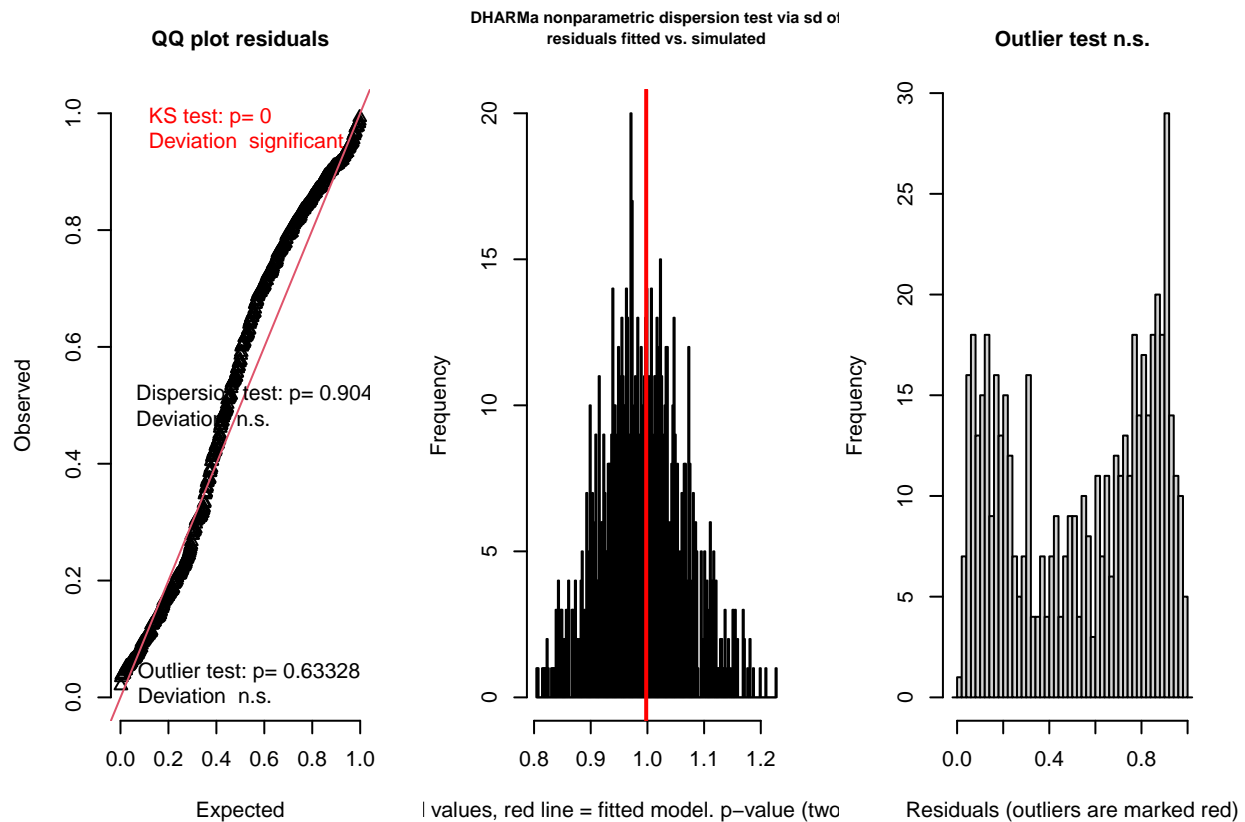 QQ plot residuals
KS test: p= 0
Deviation significant
Dispersion test: p= 0.904
Deviation n.s.
Outlier test: p= 0.63328
Deviation n.s.
Observed
0.0
0.2
0.4
0.6
0.8
1.0
0.0 0.2 0.4 0.6 0.8 1.0
Expected
DHARMa nonparametric dispersion test via sd of
residuals fitted vs. simulated
Frequency
0
5
10
15
20
0.8 0.9 1.0 1.1 1.2
values, red line = fitted model. p−value (two
Outlier test n.s.
Frequency
0
5
10
15
20
25
30
0.0 0.4 0.8
Residuals (outliers are marked red)